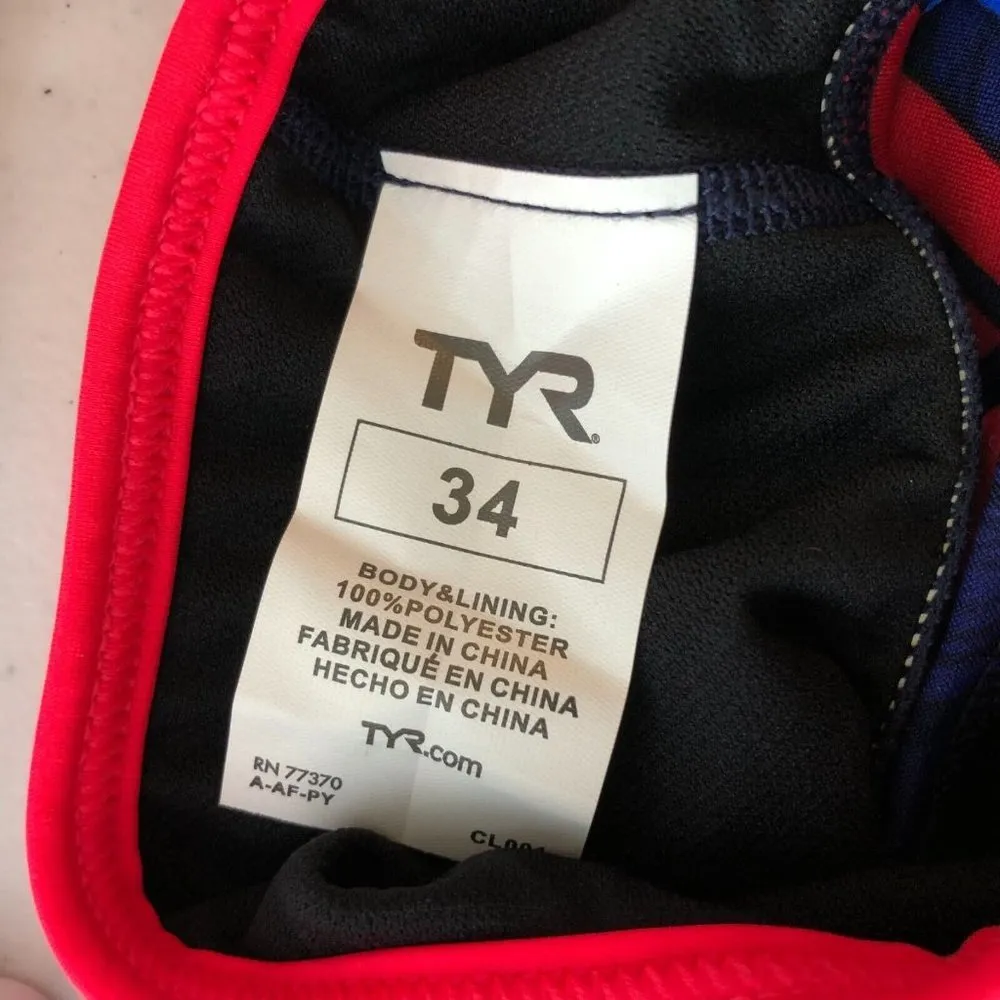 TYR®
34
BODY&LINING:
100%POLYESTER
MADE IN CHINA
FABRIQUÉ EN CHINA
HECHO EN CHINA
TYR.com
RN 77370
A-AF-PY